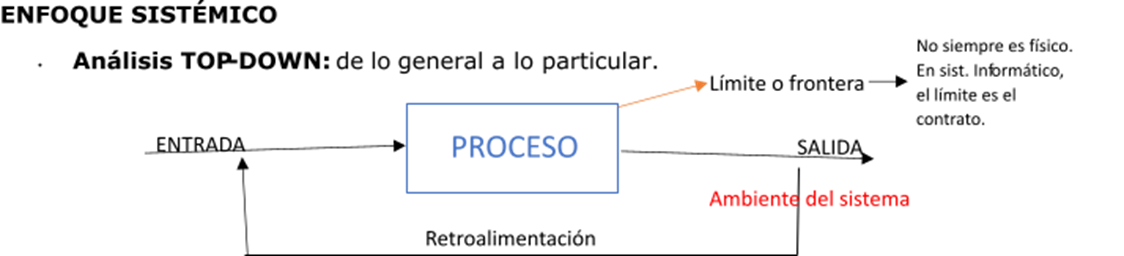 ENFOQUE SISTÉMICO
· Análisis TOP-DOWN: de lo general a lo particular.
No siempre es físico.
En sist. Informático,
el límite es el
contrato.
Límite o frontera
ENTRADA
PROCESO
SALIDA
Ambiente del sistema
Retroalimentación